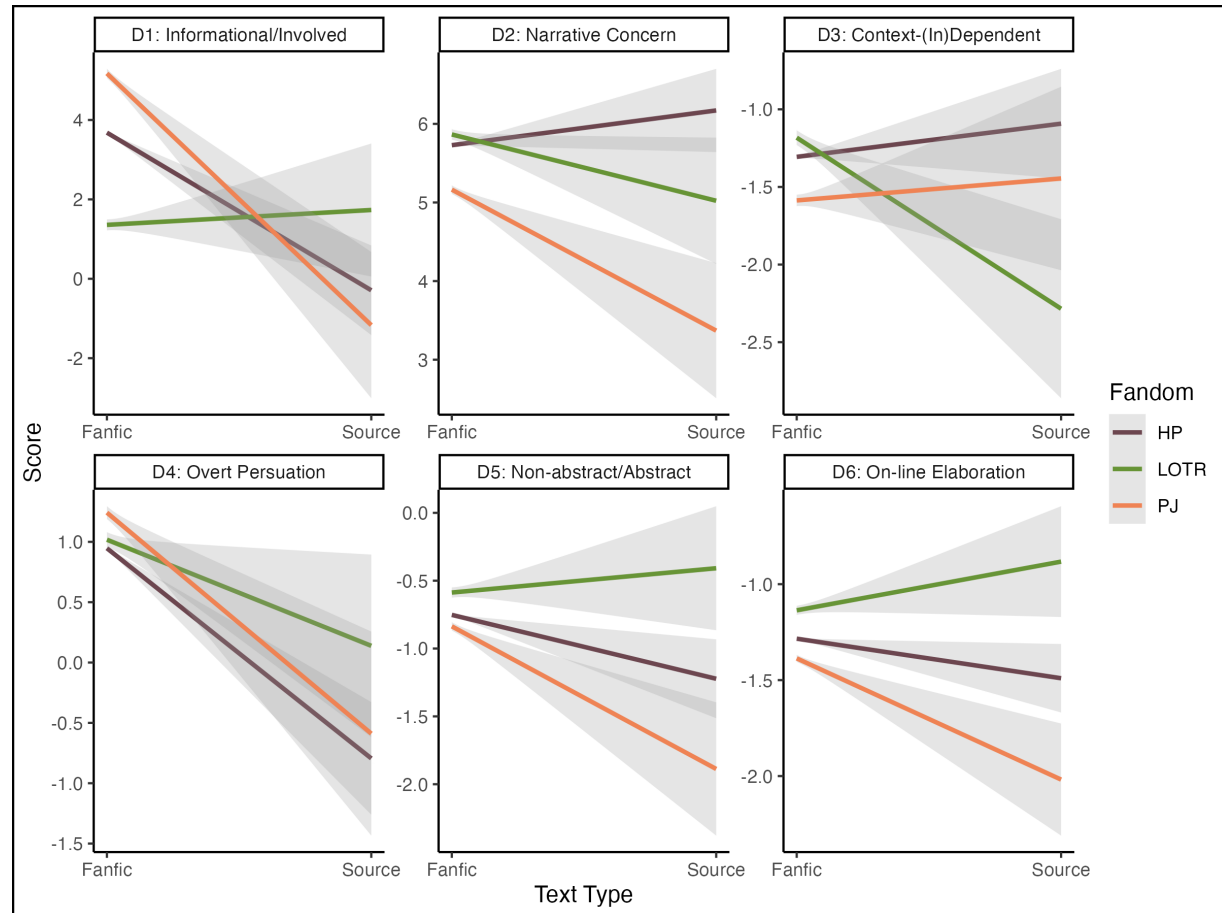 D1: Informational/Involved
D2: Narrative Concern
D3: Context-(In)Dependent
4
2
0
-2
6
5
4
3
-1.0
-1.5
-2.0
-2.5
Fanfic
Source
Fanfic
Source
Fanfic
Source
D4: Overt Persuation
D5: Non-abstract/Abstract
D6: On-line Elaboration
1.0
0.5
0.0
-0.5
-1.0
-1.5
0.0
-0.5
-1.0
-1.5
-2.0
-1.0
-1.5
-2.0
Fanfic
Source
Fanfic
Source
Fanfic
Source
Score
Text Type
Fandom
HP
LOTR
PJ